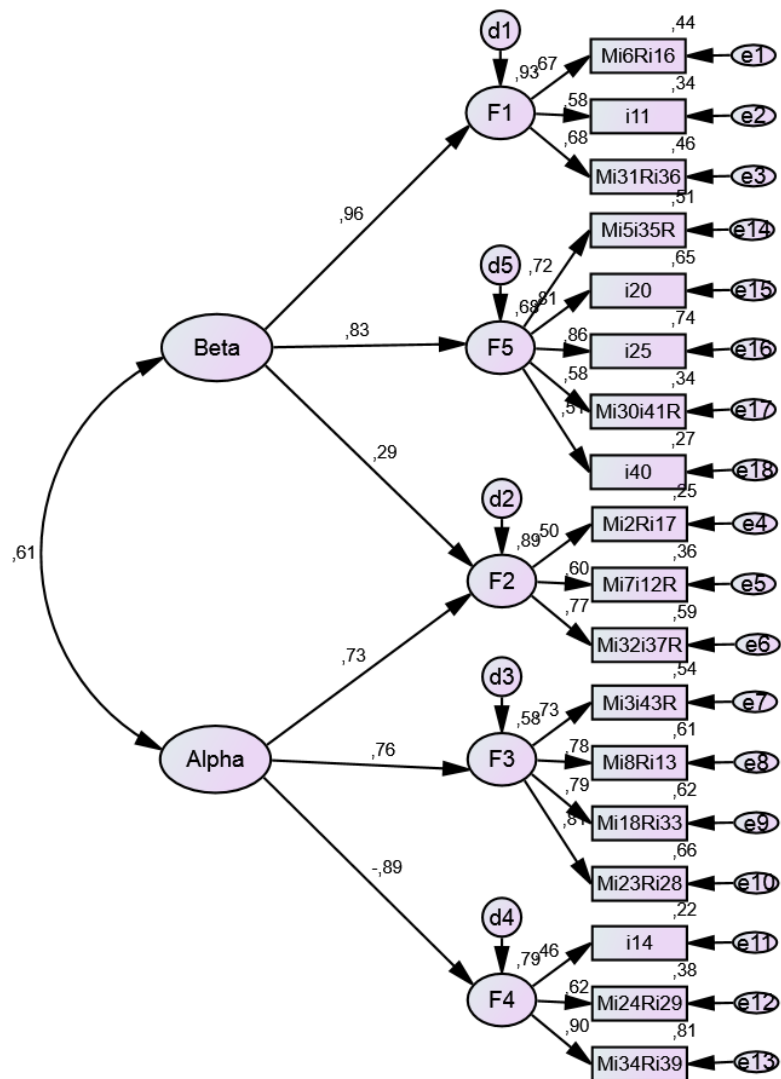 d1
,44
,93
,67
Mi6Ri16
e1
F1
,34
,58
i11
e2
,68
,46
Mi31Ri36
e3
,96
,51
Mi5i35R
e14
d5
,72
,65
,68
,81
i20
e15
,74
Beta
,83
F5
,86
i25
e16
,58
,34
Mi30i41R
e17
,51
,27
,29
i40
e18
d2
,25
,89
,50
Mi2Ri17
e4
,61
,36
F2
,60
Mi7i12R
e5
,77
,59
Mi32i37R
e6
,73
d3
,54
,58
,73
Mi3i43R
e7
,61
Alpha
,76
F3
,78
Mi8Ri13
e8
,79
,62
Mi18Ri33
e9
,81
,66
-,89
Mi23Ri28
e10
d4
,22
,79
,46
i14
e11
,38
F4
,62
Mi24Ri29
e12
,90
,81
Mi34Ri39
e13